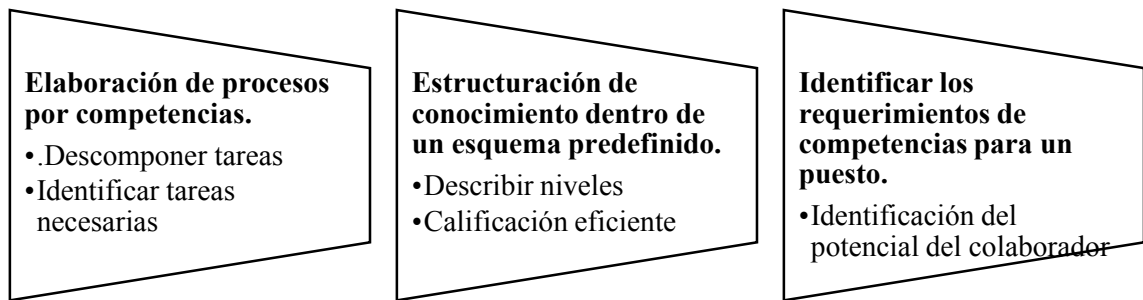 Elaboración de procesos
por competencias.
•.Descomponer tareas
•Identificar tareas
necesarias
Estructuración de
conocimiento dentro de
un esquema predefinido.
•Describir niveles
•Calificación eficiente
Identificar los
requerimientos de
competencias para un
puesto.
•Identificación del
potencial del colaborador